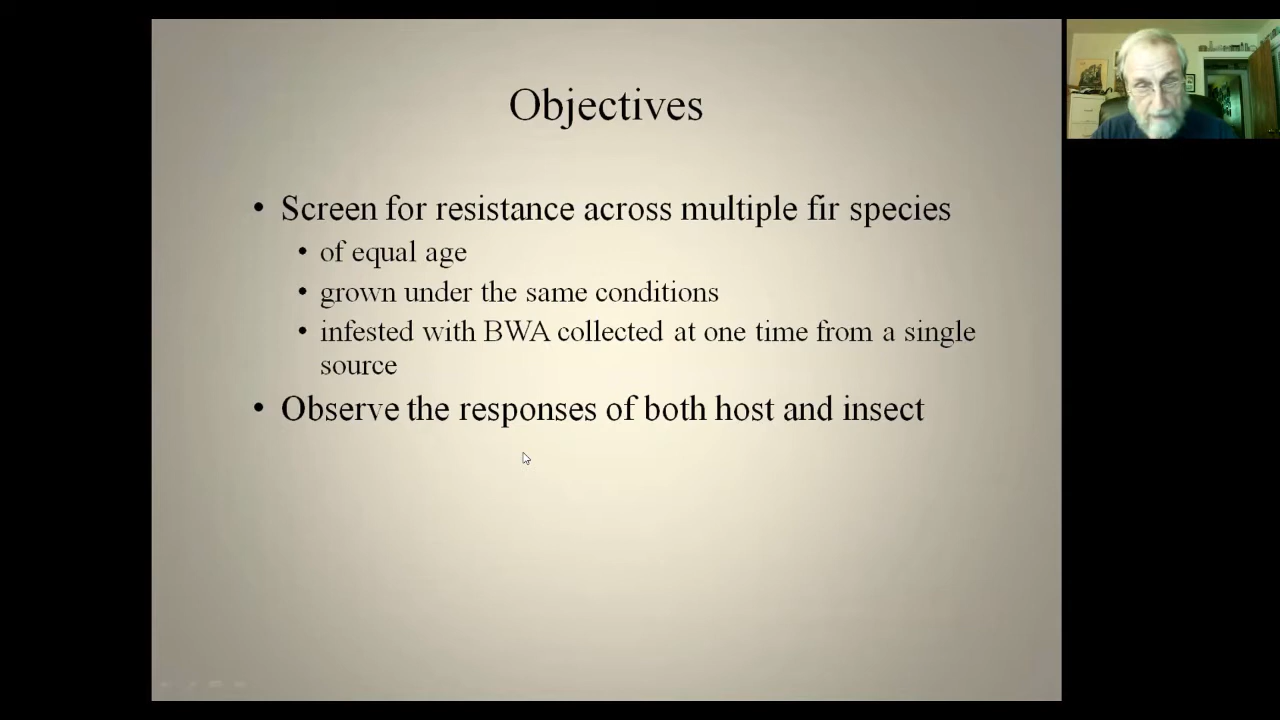 Objectives
• Screen for resistance across multiple fir species
• of equal age
• grown under the same conditions
• infested with BWA collected at one time from a single
source
• Observe the responses of both host and insect